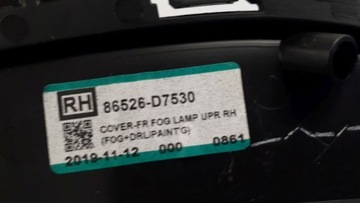 RH 86526-D7530
COVER-FR FOG LAMP UPR RH
(FOG+DRL/PAINT'G)
2019-11-12 000 0861